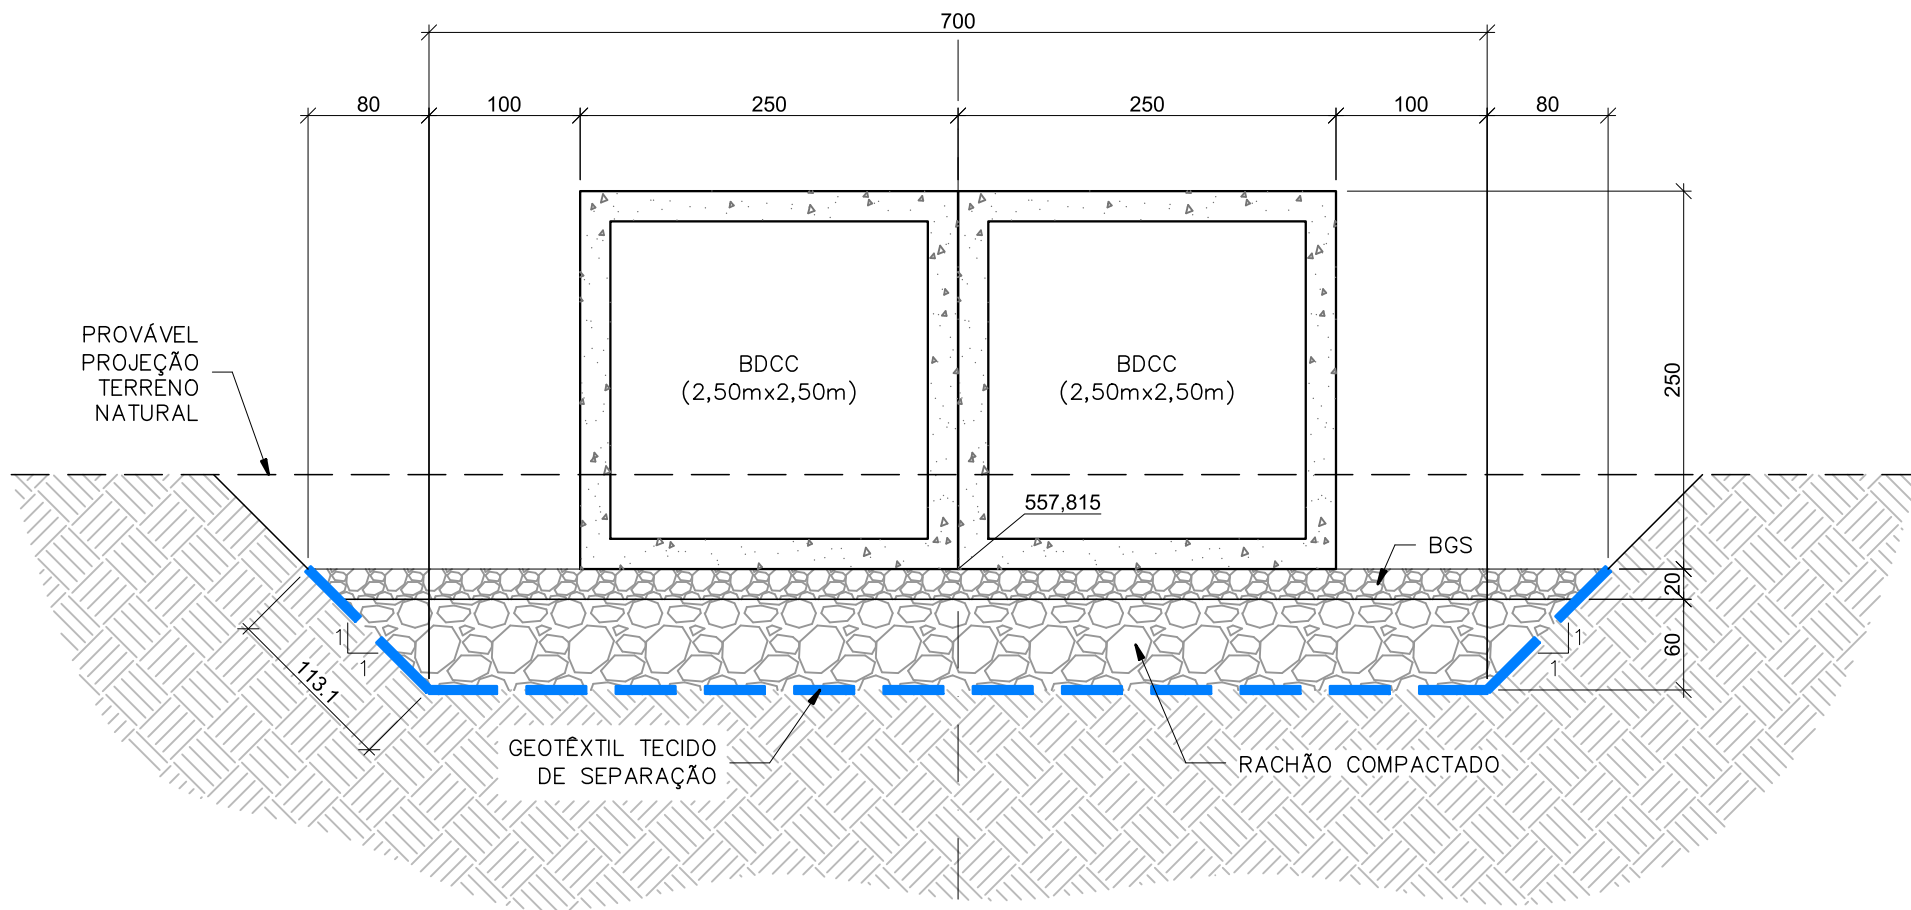 700
80
100
250
250
100
80
PROVÁVEL
PROJEÇÃO
TERRENO
NATURAL
BDCC
(2,50mx2,50m)
BDCC
(2,50mx2,50m)
250
557,815
BGS
20
60
1
1
1
1
113.1
GEOTÊXTIL TECIDO
DE SEPARAÇÃO
RACHÃO COMPACTADO